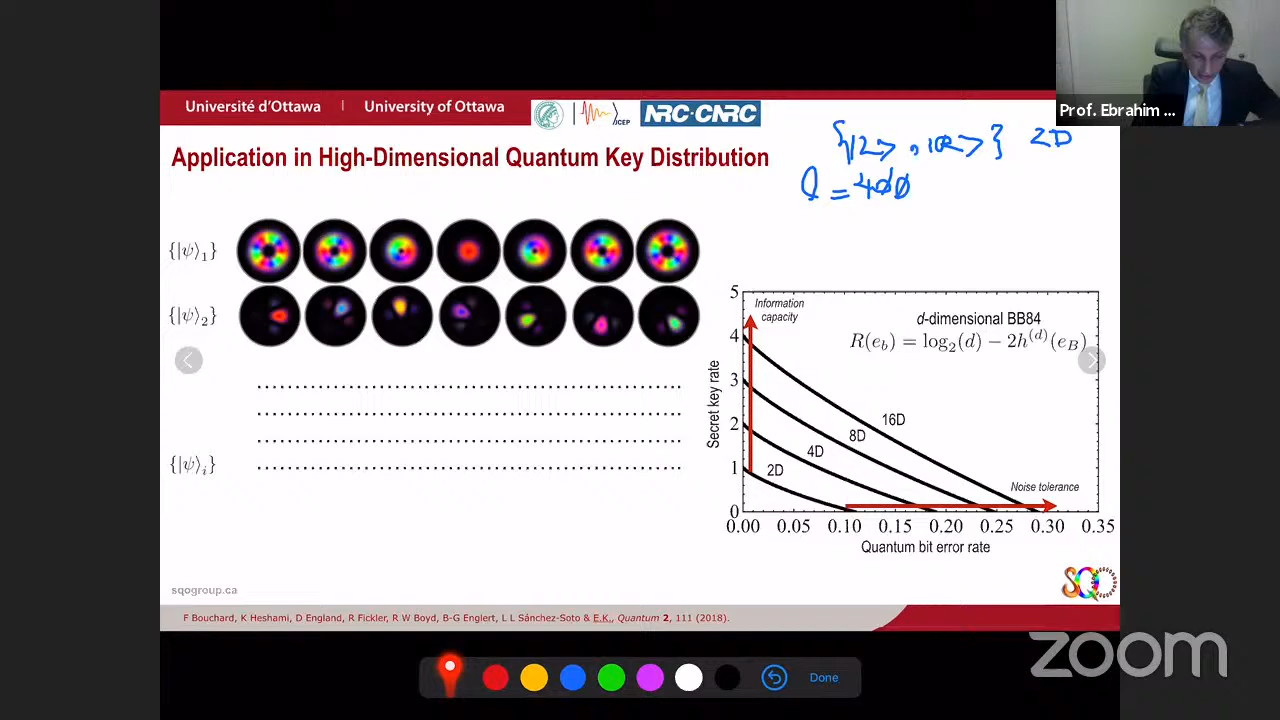 Prof. Ebrahim ...
Université d'Ottawa | University of Ottawa
JCEP
NRC·CNRC
Application in High-Dimensional Quantum Key Distribution
2D
= 400
{|ψ⟩₁}
{|ψ⟩₂}
{|ψ⟩ᵢ}
5
4
3
2
1
0
Secret key rate
Information
capacity
d-dimensional BB84
R(e_b) = log₂(d) − 2h^(d)(e_B)
16D
8D
4D
2D
Noise tolerance
0.00 0.05 0.10 0.15 0.20 0.25 0.30 0.35
Quantum bit error rate
SQO
sqogroup.ca
F Bouchard, K Heshami, D England, R Fickler, R W Boyd, B-G Englert, L L Sánchez-Soto & E.K., Quantum 2, 111 (2018).
zoom
Done